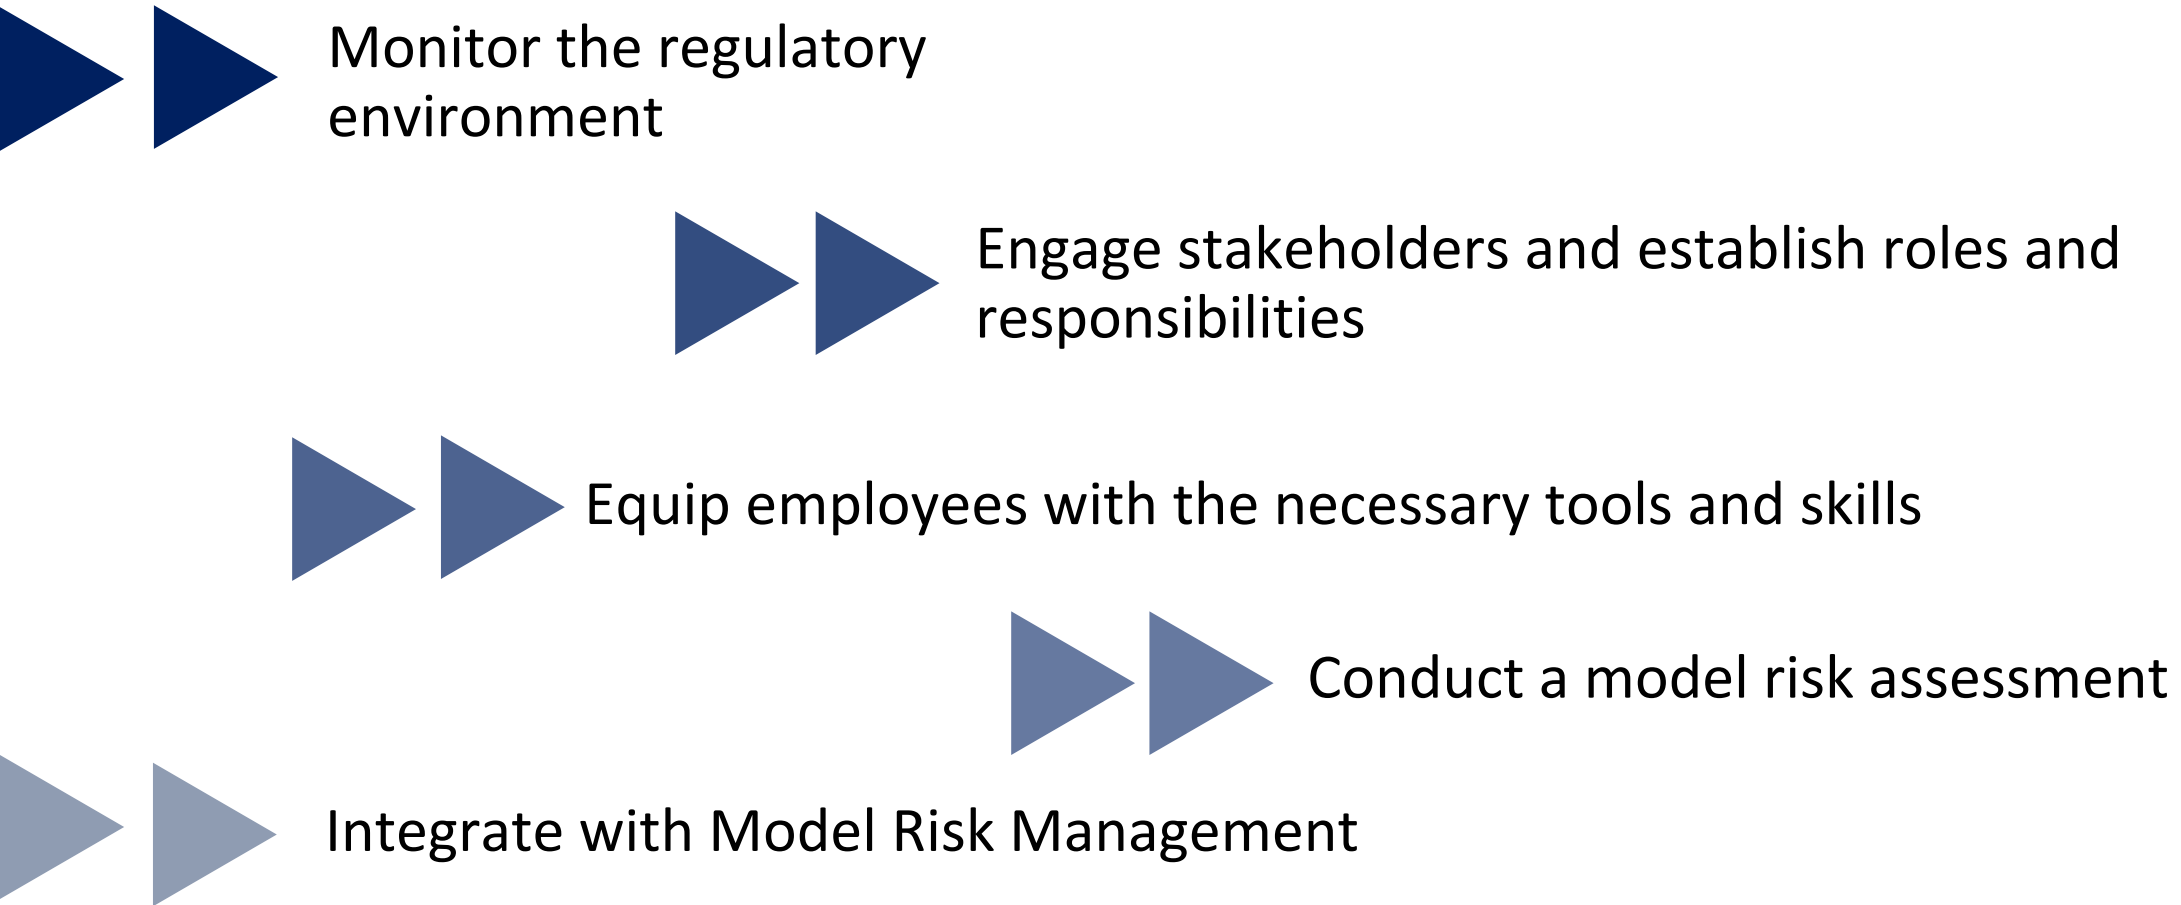 Monitor the regulatory
environment
Engage stakeholders and establish roles and
responsibilities
Equip employees with the necessary tools and skills
Conduct a model risk assessment
Integrate with Model Risk Management